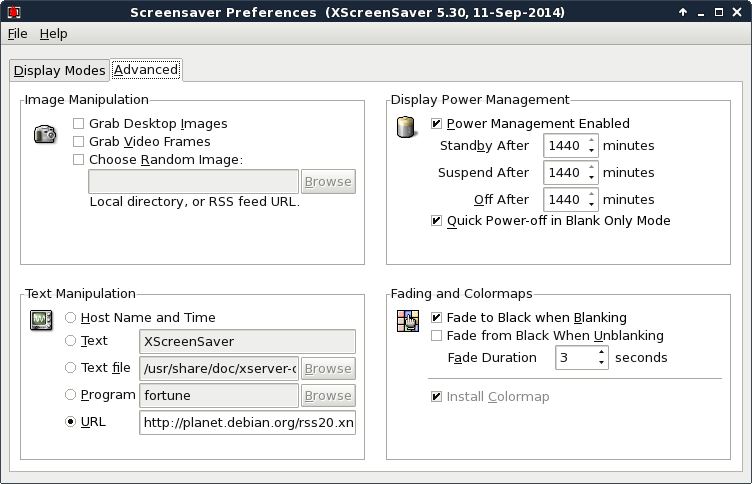 Screensaver Preferences (XScreenSaver 5.30, 11-Sep-2014)
File Help
Display Modes Advanced
Image Manipulation
Grab Desktop Images
Grab Video Frames
Choose Random Image:
Browse
Local directory, or RSS feed URL.
Display Power Management
Power Management Enabled
Standby After 1440 minutes
Suspend After 1440 minutes
Off After 1440 minutes
Quick Power-off in Blank Only Mode
Text Manipulation
Host Name and Time
Text XScreenSaver
Text file /usr/share/doc/xserver-c Browse
Program fortune Browse
URL http://planet.debian.org/rss20.xn
Fading and Colormaps
Fade to Black when Blanking
Fade from Black When Unblanking
Fade Duration 3 seconds
Install Colormap